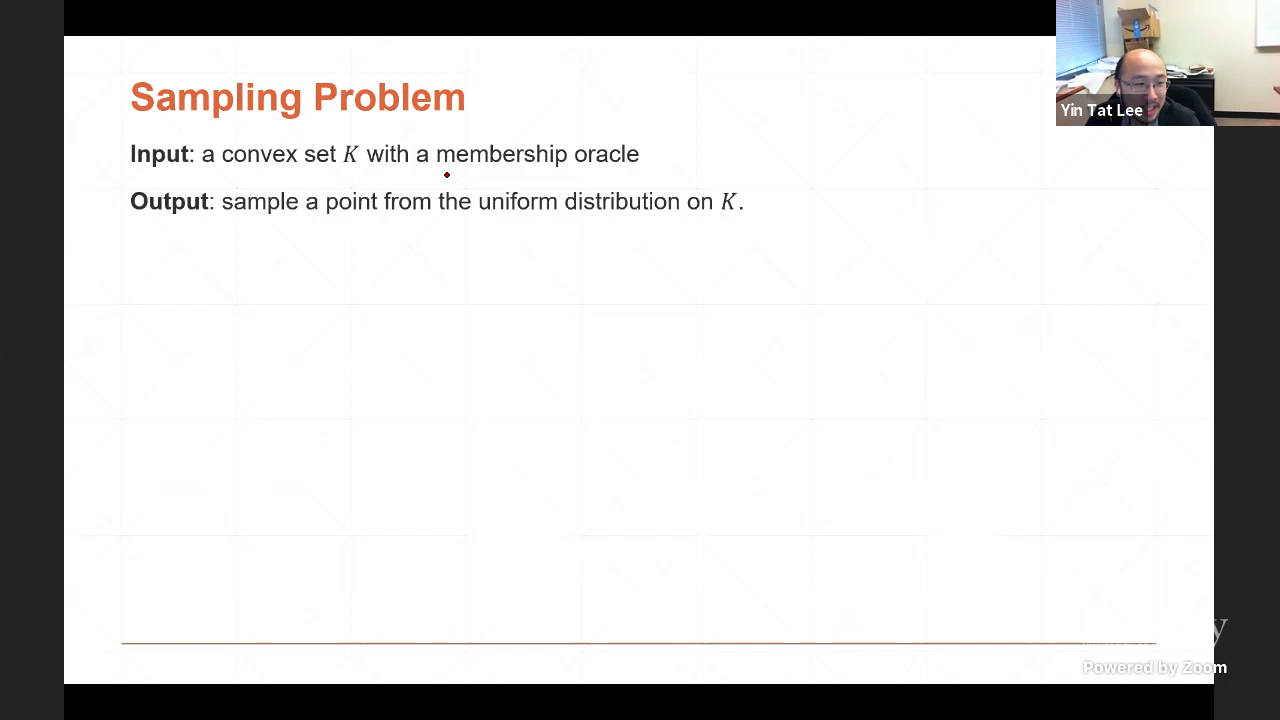 Sampling Problem
Input: a convex set K with a membership oracle
Output: sample a point from the uniform distribution on K.
Yin Tat Lee
y
Powered by Zoom